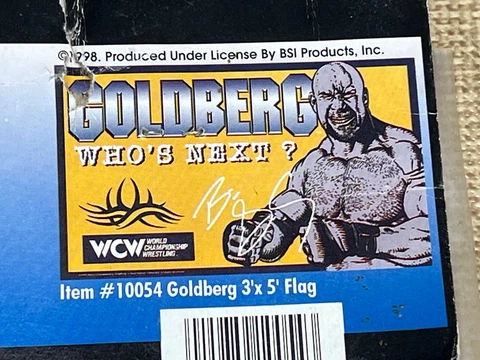 ©1998. Produced Under License By BSI Products, Inc.
GOLDBERG
WHO'S NEXT ?
WCW WORLD CHAMPIONSHIP WRESTLING
Item #10054 Goldberg 3'x 5' Flag